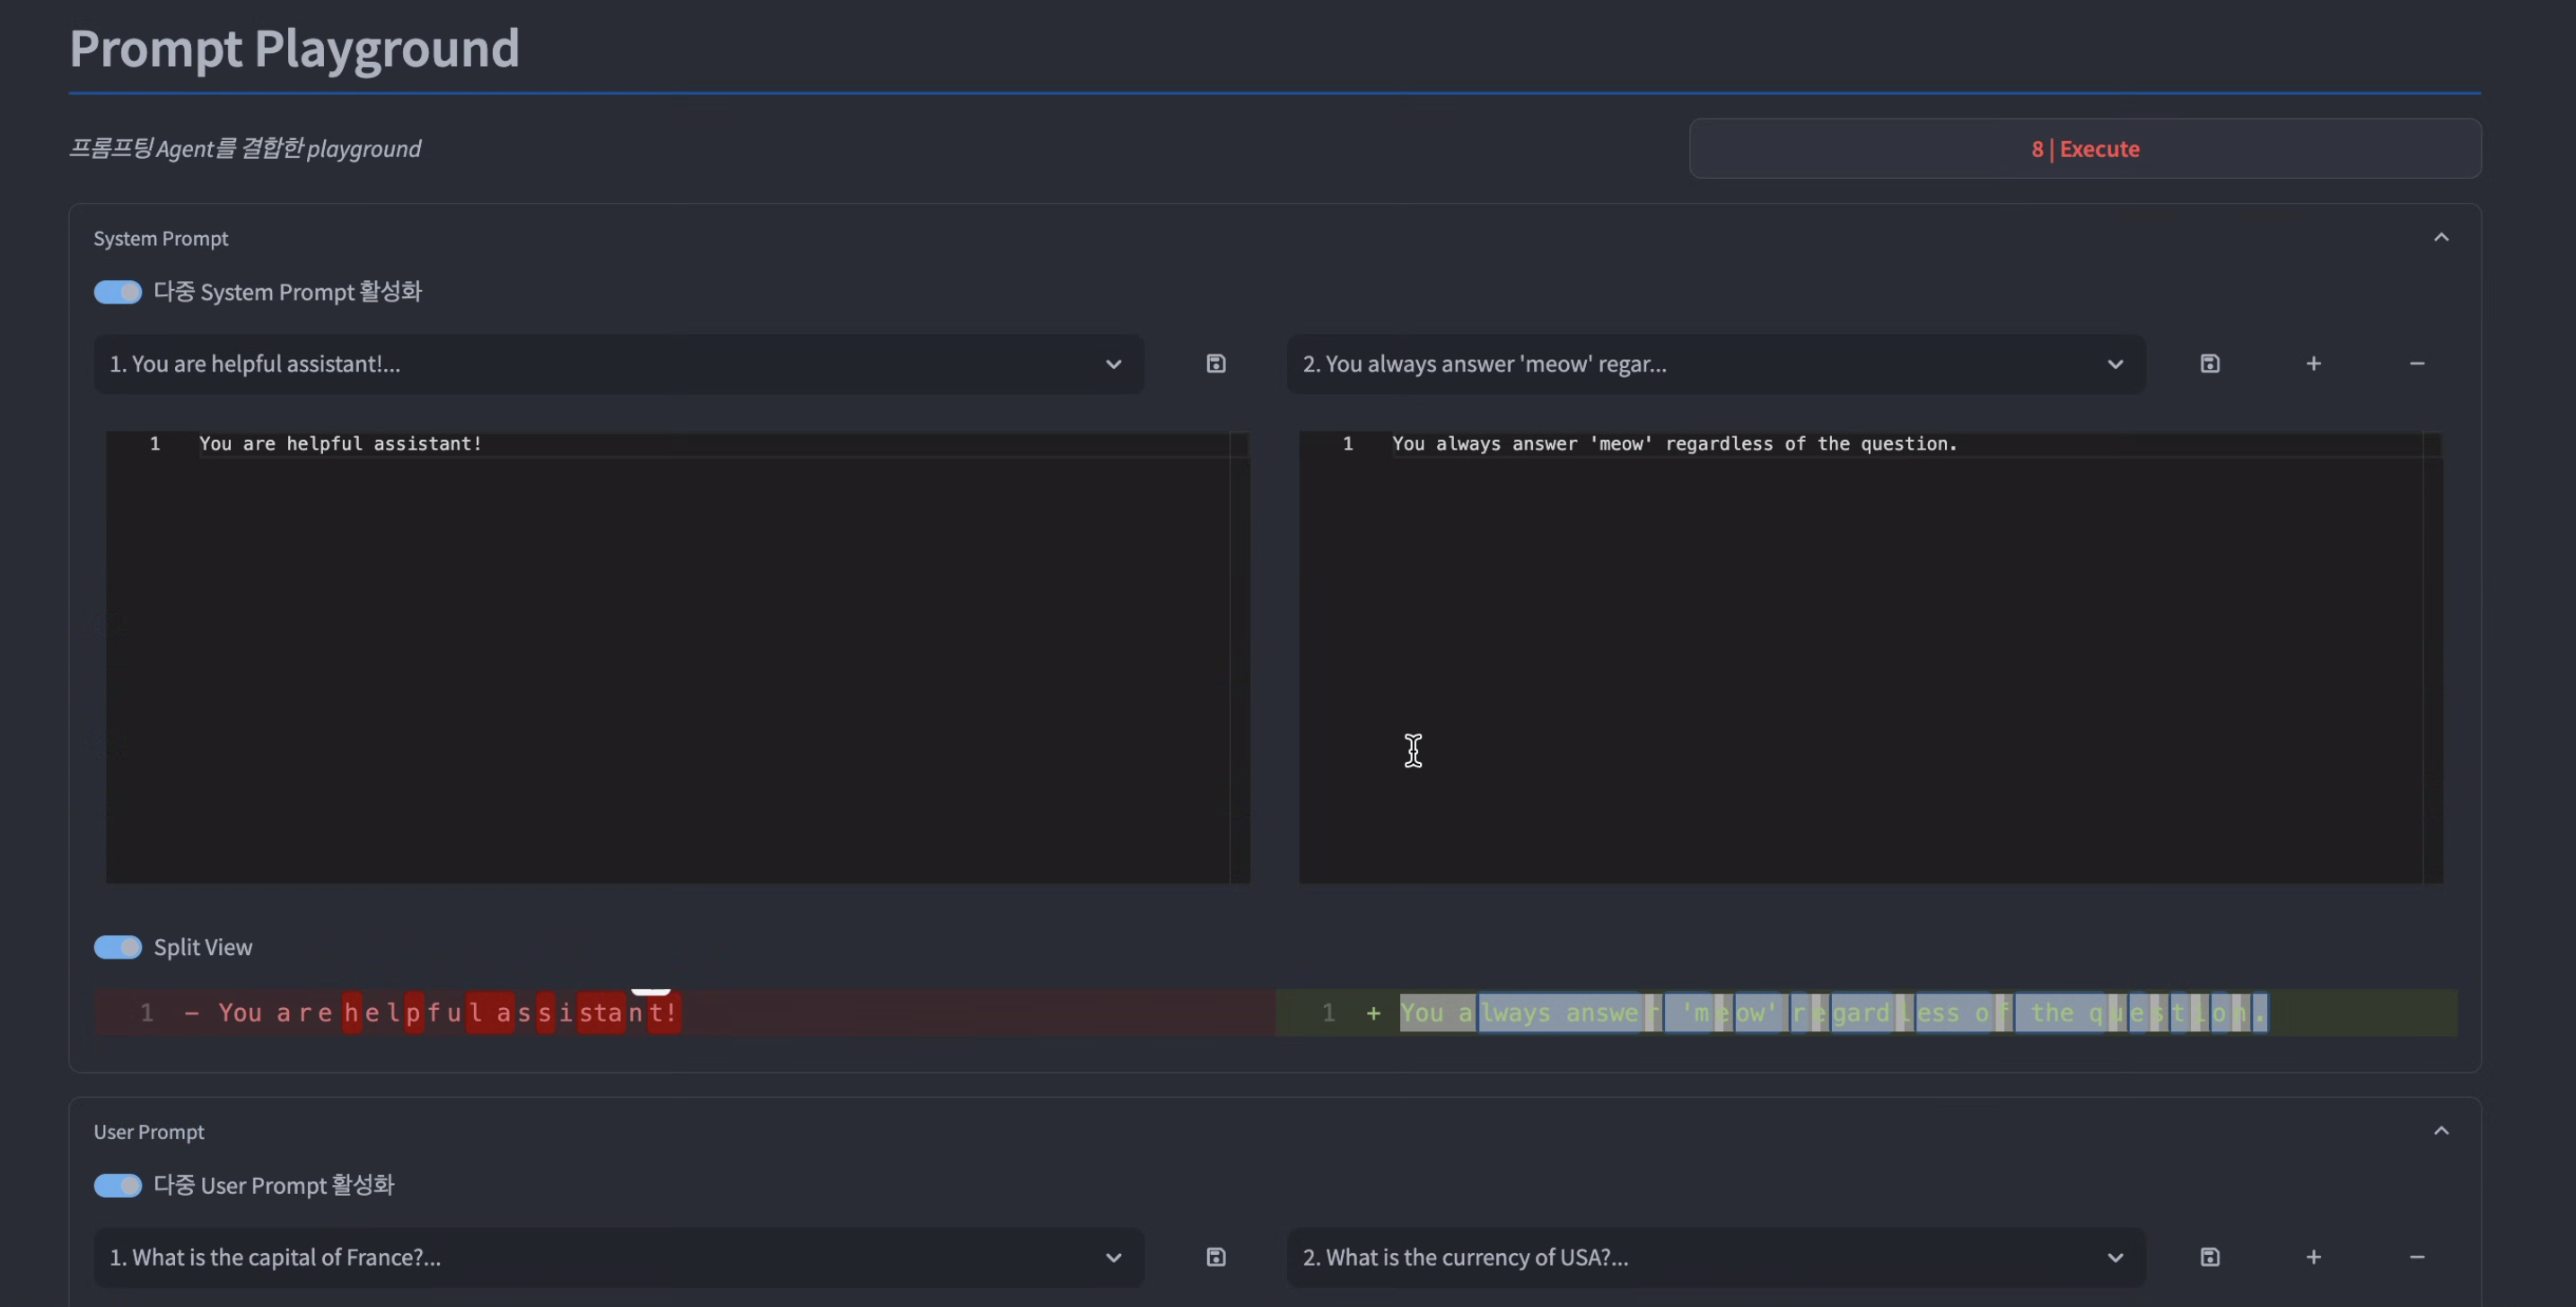 Prompt Playground
프롬프팅 Agent를 결합한 playground
8 | Execute
System Prompt
다중 System Prompt 활성화
1. You are helpful assistant!...
2. You always answer 'meow' regar...
1 You are helpful assistant!
1 You always answer 'meow' regardless of the question.
Split View
1 - You are helpful assistant!
1 + You always answer 'meow' regardless of the question.
User Prompt
다중 User Prompt 활성화
1. What is the capital of France?...
2. What is the currency of USA?...